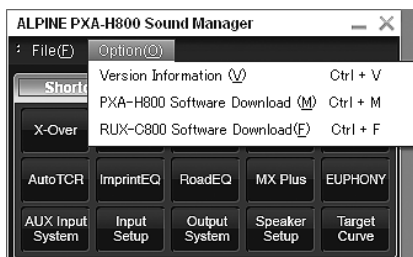 ALPINE PXA-H800 Sound Manager
File(F) Option(O)
Version Information (V) Ctrl + V
PXA-H800 Software Download (M) Ctrl + M
RUX-C800 Software Download(F) Ctrl + F
X-Over
AutoTCR ImprintEQ RoadEQ MX Plus EUPHONY
AUX Input System Input Setup Output System Speaker Setup Target Curve